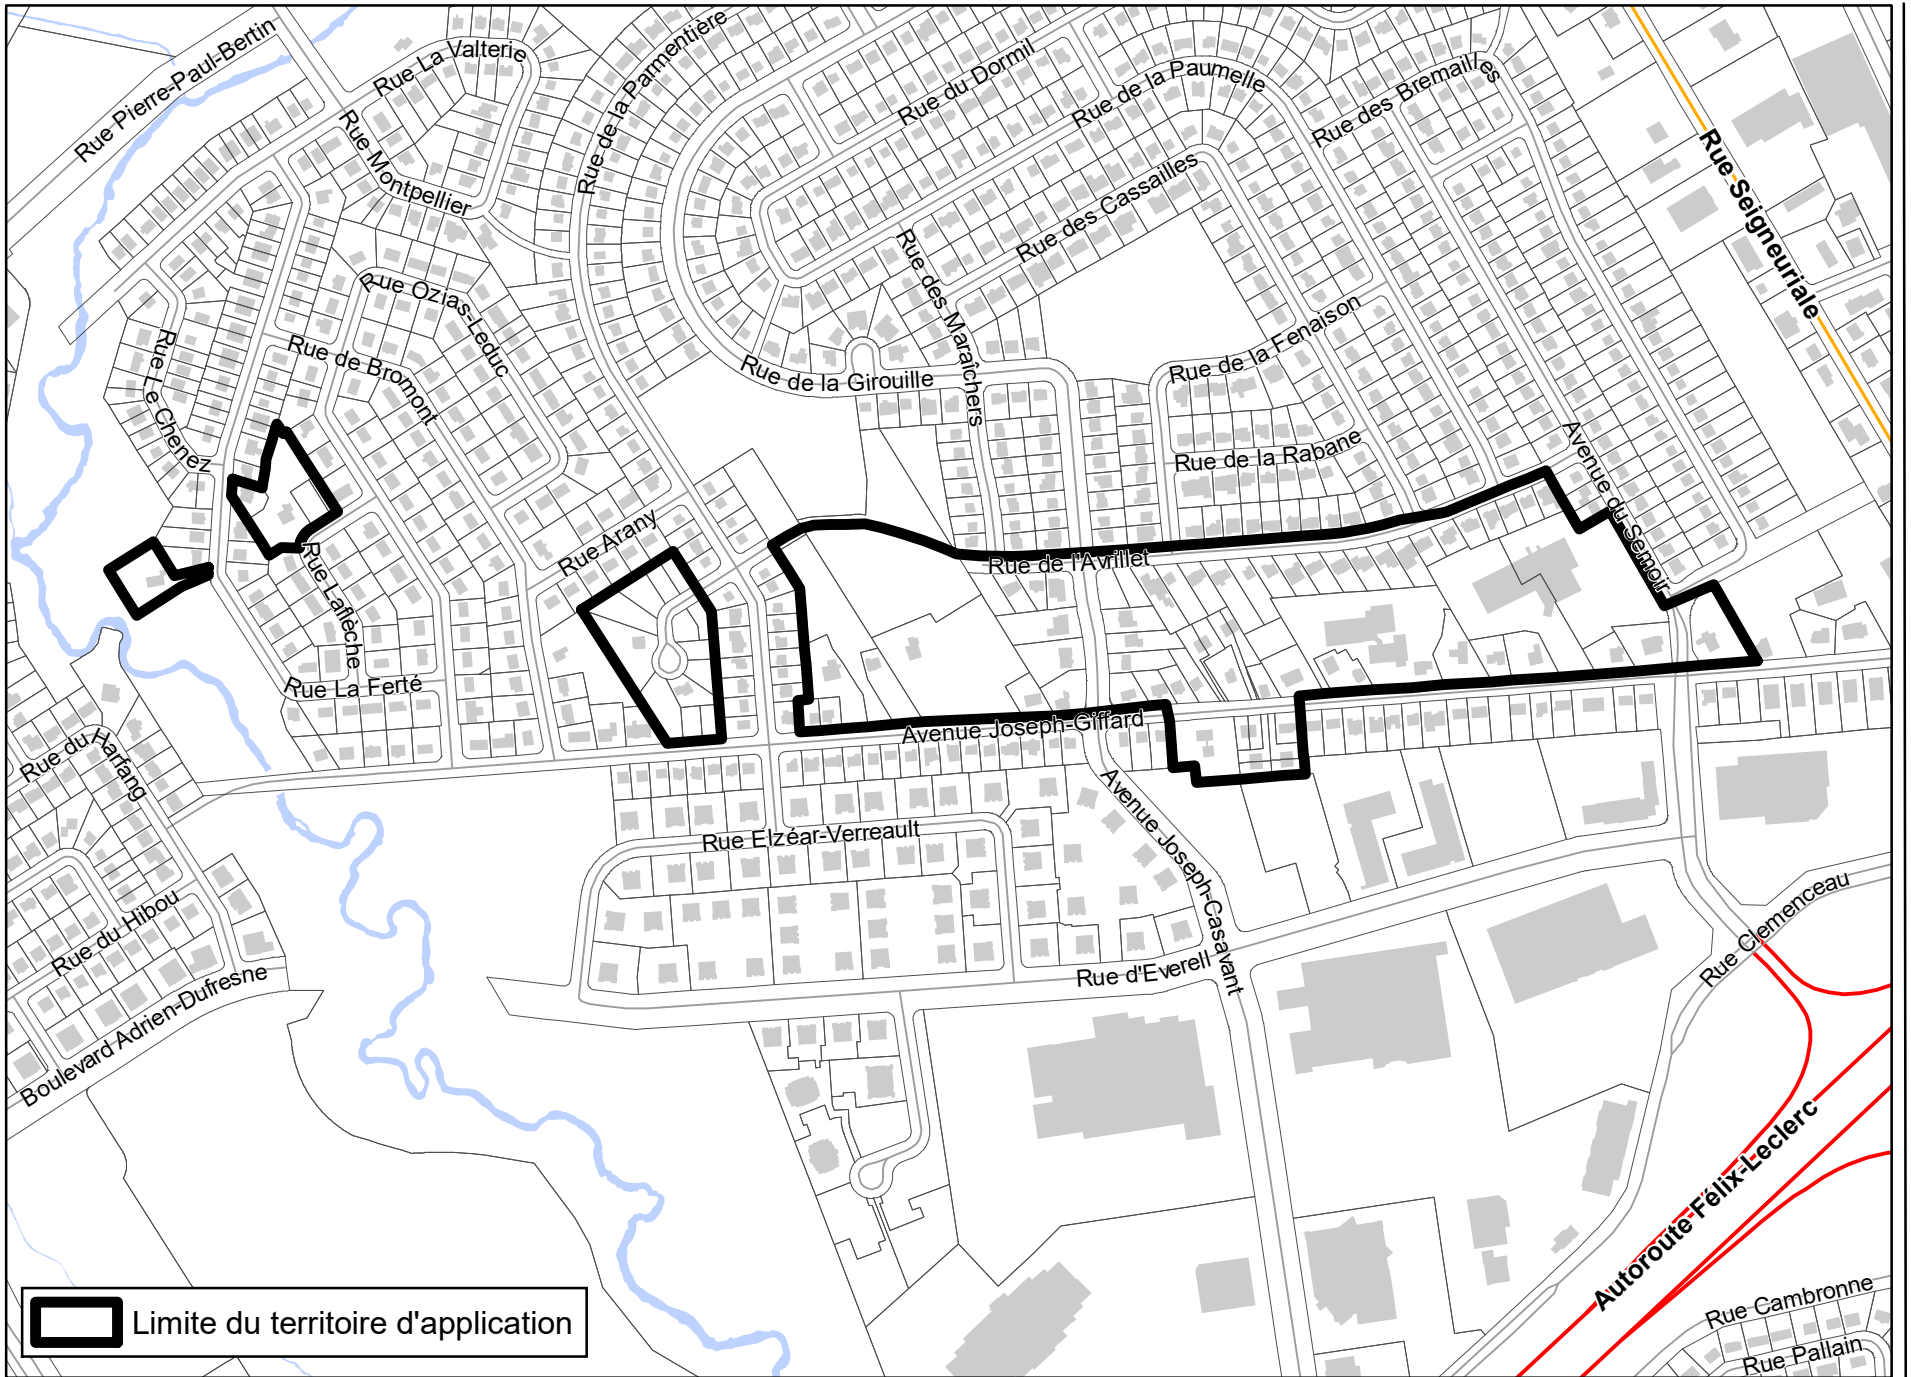 Rue Pierre-Paul-Bertin
Rue La Valterie
Rue Montpellier
Rue de la Parmentière
Rue du Dormil
Rue de la Paumelle
Rue des Bremailles
Rue Seigneuriale
Rue des Cassailles
Rue des Maraîchers
Rue Ozias-Leduc
Rue de Bromont
Rue Le Chenez
Rue de la Girouille
Rue de la Fenaison
Rue de la Rabane
Avenue du Semoir
Rue Arany
Rue de l'Avrillet
Rue Laflèche
Rue La Ferté
Avenue Joseph-Giffard
Rue du Harfang
Rue Elzéar-Verreault
Avenue Joseph-Casavant
Rue du Hibou
Rue Clemenceau
Rue d'Everell
Boulevard Adrien-Dufresne
Autoroute Félix-Leclerc
Rue Cambronne
Rue Pallain
Limite du territoire d'application